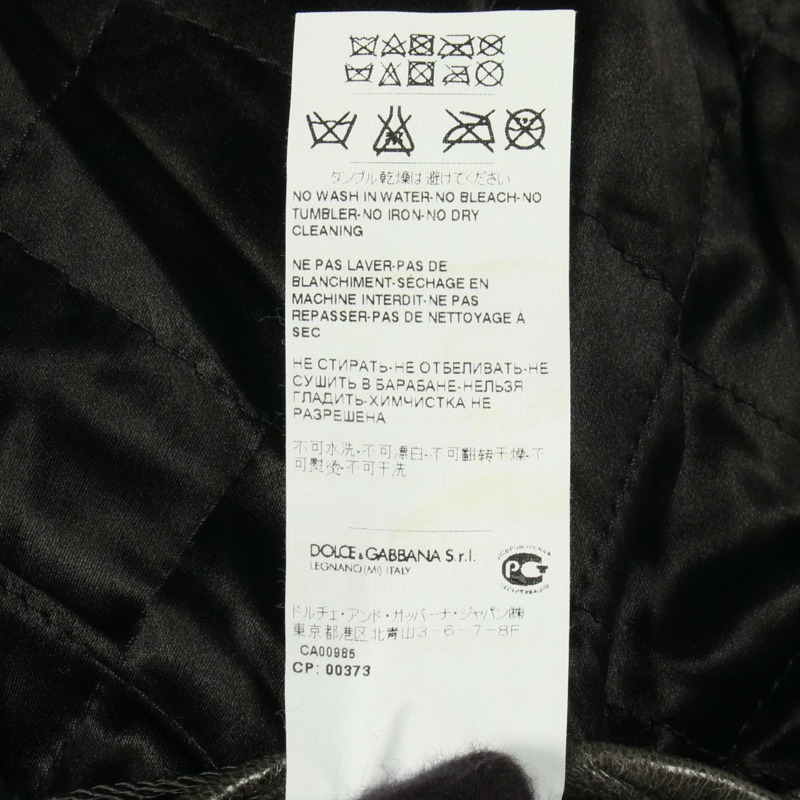 タンブル乾燥は避けてください
NO WASH IN WATER-NO BLEACH-NO
TUMBLER-NO IRON-NO DRY
CLEANING
NE PAS LAVER-PAS DE
BLANCHIMENT-SÉCHAGE EN
MACHINE INTERDIT-NE PAS
REPASSER-PAS DE NETTOYAGE A
SEC
НЕ СТИРАТЬ-НЕ ОТБЕЛИВАТЬ-НЕ
СУШИТЬ В БАРАБАНЕ-НЕЛЬЗЯ
ГЛАДИТЬ-ХИМЧИСТКА НЕ
РАЗРЕШЕНА
不可水洗-不可漂白-不可翻转干燥-不
可熨烫-不可干洗
DOLCE & GABBANA S.r.l.
LEGNANO (MI) ITALY
РСТ
ドルチェ・アンド・ガッバーナ・ジャパン(株)
東京都港区北青山3-6-7-8F
CA00985
CP: 00373